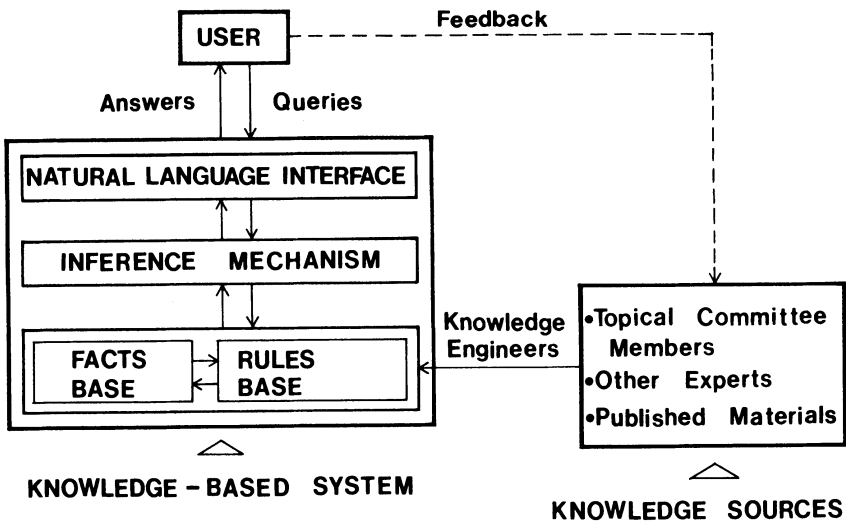 Feedback
USER
Answers
Queries
NATURAL LANGUAGE INTERFACE
INFERENCE MECHANISM
FACTS
BASE
RULES
BASE
Knowledge
Engineers
•Topical Committee
Members
•Other Experts
•Published Materials
KNOWLEDGE-BASED SYSTEM
KNOWLEDGE SOURCES